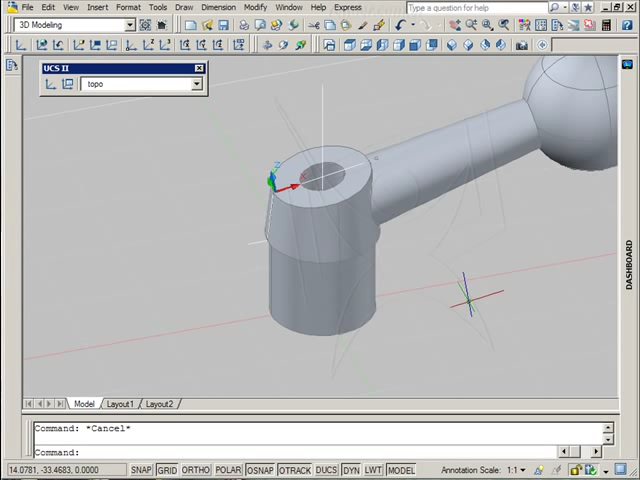 File Edit View Insert Format Tools Draw Dimension Modify Window Help Express Type a question for help
3D Modeling
UCS II
topo
Z
X
DASHBOARD
Model Layout1 Layout2
Command: *Cancel*
Command:
14.0781, -33.4683, 0.0000 SNAP GRID ORTHO POLAR OSNAP OTRACK DUCS DYN LWT MODEL Annotation Scale: 1:1